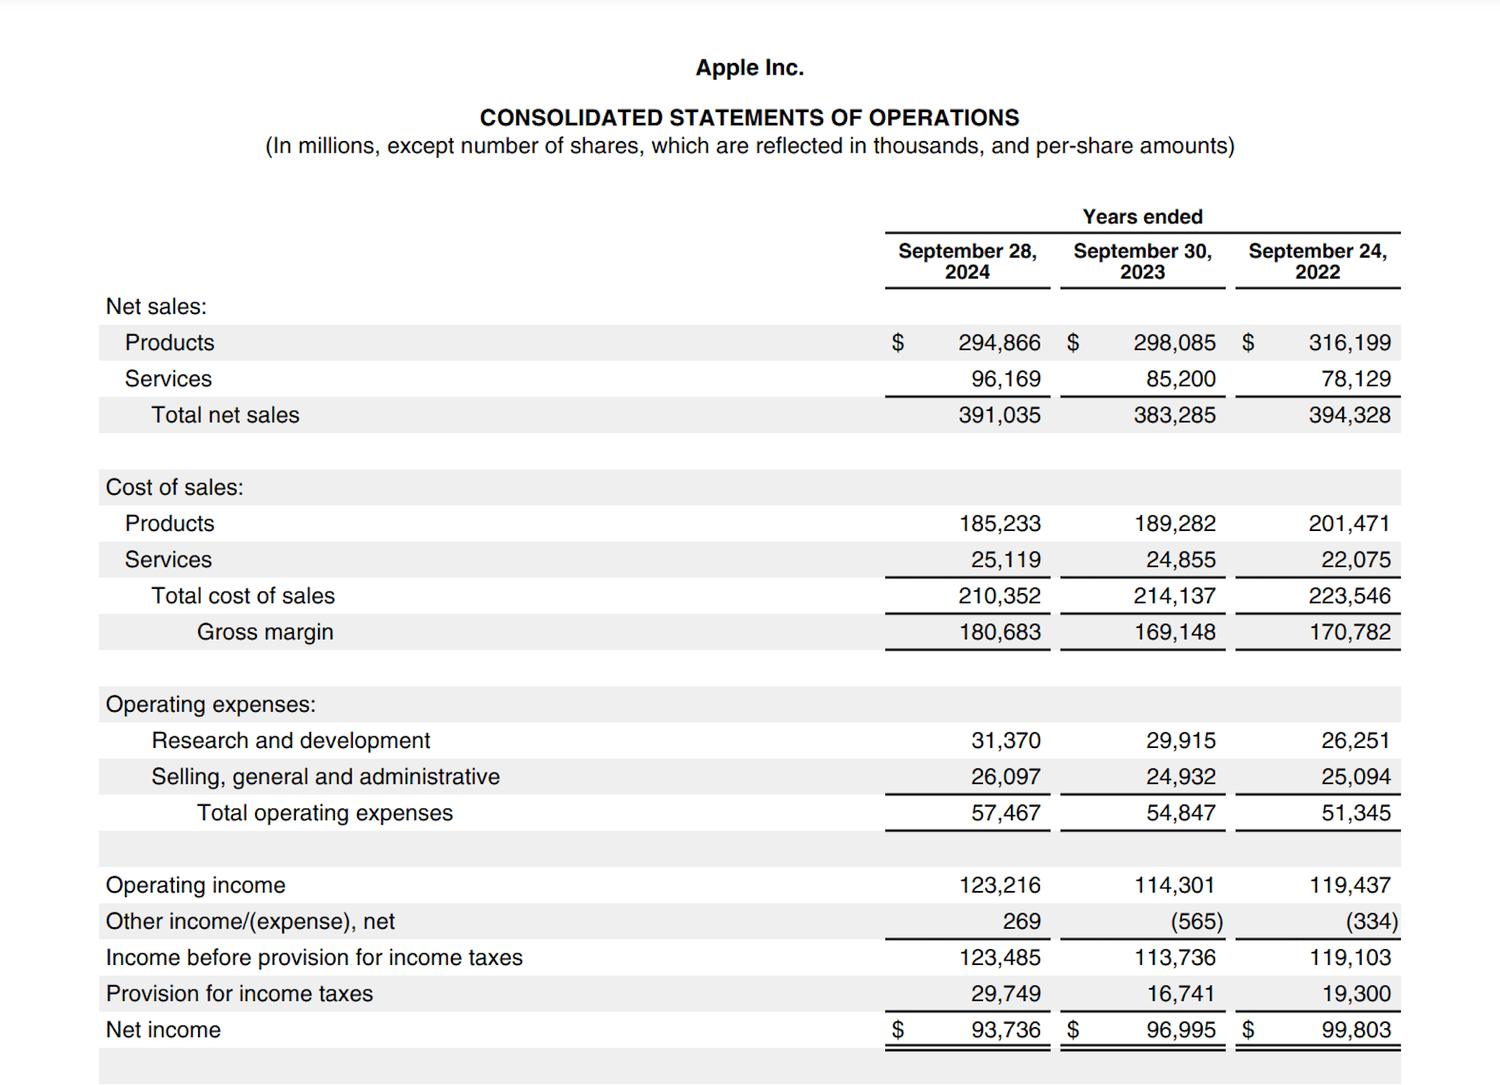 Apple Inc.
CONSOLIDATED STATEMENTS OF OPERATIONS
(In millions, except number of shares, which are reflected in thousands, and per-share amounts)
Years ended
September 28, 2024 September 30, 2023 September 24, 2022
Net sales:
Products $ 294,866 $ 298,085 $ 316,199
Services 96,169 85,200 78,129
Total net sales 391,035 383,285 394,328
Cost of sales:
Products 185,233 189,282 201,471
Services 25,119 24,855 22,075
Total cost of sales 210,352 214,137 223,546
Gross margin 180,683 169,148 170,782
Operating expenses:
Research and development 31,370 29,915 26,251
Selling, general and administrative 26,097 24,932 25,094
Total operating expenses 57,467 54,847 51,345
Operating income 123,216 114,301 119,437
Other income/(expense), net 269 (565) (334)
Income before provision for income taxes 123,485 113,736 119,103
Provision for income taxes 29,749 16,741 19,300
Net income $ 93,736 $ 96,995 $ 99,803